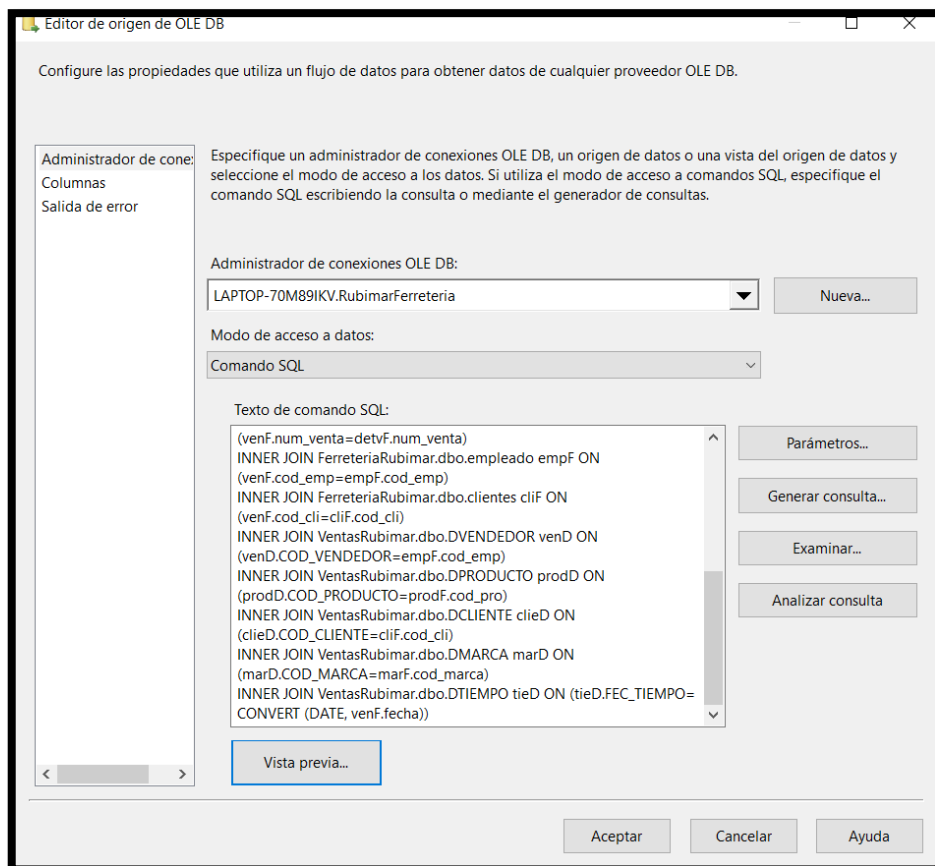 Editor de origen de OLE DB
Configure las propiedades que utiliza un flujo de datos para obtener datos de cualquier proveedor OLE DB.
Administrador de cone
Columnas
Salida de error
Especifique un administrador de conexiones OLE DB, un origen de datos o una vista del origen de datos y
seleccione el modo de acceso a los datos. Si utiliza el modo de acceso a comandos SQL, especifique el
comando SQL escribiendo la consulta o mediante el generador de consultas.
Administrador de conexiones OLE DB:
LAPTOP-70M89IKV.RubimarFerreteria
Nueva...
Modo de acceso a datos:
Comando SQL
Texto de comando SQL:
(venF.num_venta=detvF.num_venta)
INNER JOIN FerreteriaRubimar.dbo.empleado empF ON
(venF.cod_emp=empF.cod_emp)
INNER JOIN FerreteriaRubimar.dbo.clientes cliF ON
(venF.cod_cli=cliF.cod_cli)
INNER JOIN VentasRubimar.dbo.DVENDEDOR venD ON
(venD.COD_VENDEDOR=empF.cod_emp)
INNER JOIN VentasRubimar.dbo.DPRODUCTO prodD ON
(prodD.COD_PRODUCTO=prodF.cod_pro)
INNER JOIN VentasRubimar.dbo.DCLIENTE clieD ON
(clieD.COD_CLIENTE=cliF.cod_cli)
INNER JOIN VentasRubimar.dbo.DMARCA marD ON
(marD.COD_MARCA=marF.cod_marca)
INNER JOIN VentasRubimar.dbo.DTIEMPO tieD ON (tieD.FEC_TIEMPO=
CONVERT (DATE, venF.fecha))
Parámetros...
Generar consulta...
Examinar...
Analizar consulta
Vista previa...
Aceptar
Cancelar
Ayuda